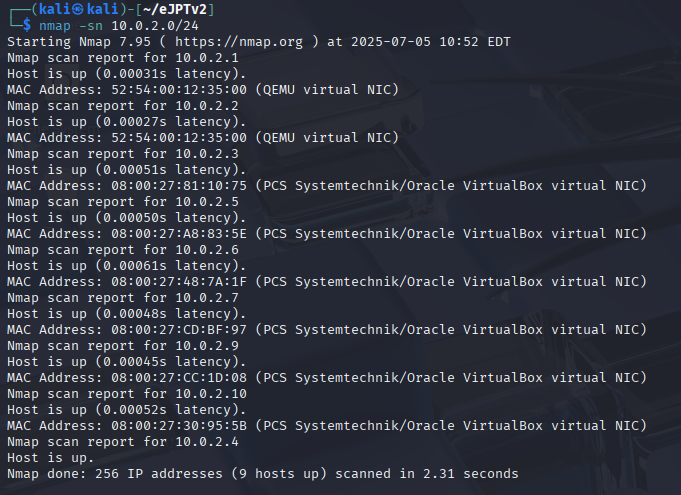 ┌──(kali㉿kali)-[~/eJPTv2]
└─$ nmap -sn 10.0.2.0/24
Starting Nmap 7.95 ( https://nmap.org ) at 2025-07-05 10:52 EDT
Nmap scan report for 10.0.2.1
Host is up (0.00031s latency).
MAC Address: 52:54:00:12:35:00 (QEMU virtual NIC)
Nmap scan report for 10.0.2.2
Host is up (0.00027s latency).
MAC Address: 52:54:00:12:35:00 (QEMU virtual NIC)
Nmap scan report for 10.0.2.3
Host is up (0.00051s latency).
MAC Address: 08:00:27:81:10:75 (PCS Systemtechnik/Oracle VirtualBox virtual NIC)
Nmap scan report for 10.0.2.5
Host is up (0.00050s latency).
MAC Address: 08:00:27:A8:83:5E (PCS Systemtechnik/Oracle VirtualBox virtual NIC)
Nmap scan report for 10.0.2.6
Host is up (0.00061s latency).
MAC Address: 08:00:27:48:7A:1F (PCS Systemtechnik/Oracle VirtualBox virtual NIC)
Nmap scan report for 10.0.2.7
Host is up (0.00048s latency).
MAC Address: 08:00:27:CD:BF:97 (PCS Systemtechnik/Oracle VirtualBox virtual NIC)
Nmap scan report for 10.0.2.9
Host is up (0.00045s latency).
MAC Address: 08:00:27:CC:1D:08 (PCS Systemtechnik/Oracle VirtualBox virtual NIC)
Nmap scan report for 10.0.2.10
Host is up (0.00052s latency).
MAC Address: 08:00:27:30:95:5B (PCS Systemtechnik/Oracle VirtualBox virtual NIC)
Nmap scan report for 10.0.2.4
Host is up.
Nmap done: 256 IP addresses (9 hosts up) scanned in 2.31 seconds